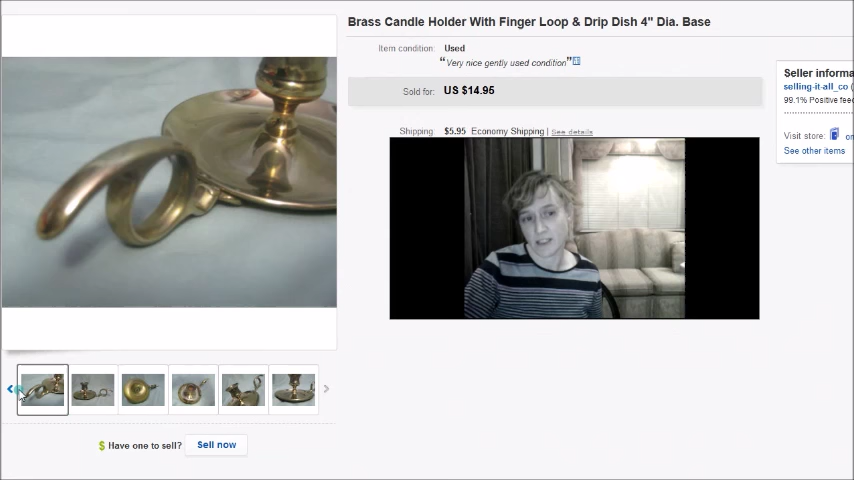 Brass Candle Holder With Finger Loop & Drip Dish 4" Dia. Base
Item condition: Used
“Very nice gently used condition”
Sold for: US $14.95
Shipping: $5.95 Economy Shipping | See details
Seller informa
selling-it-all_co (
99.1% Positive fee
Visit store: on
See other items
$ Have one to sell? Sell now